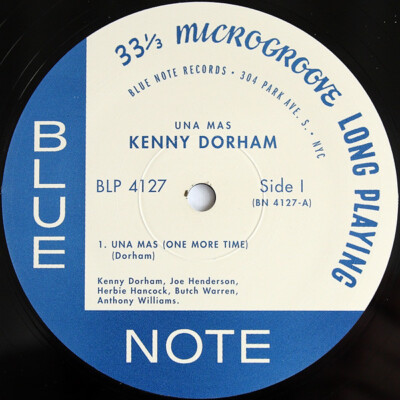 33⅓ MICROGROOVE LONG PLAYING
BLUE NOTE RECORDS • 304 PARK AVE. S. • NYC
UNA MAS
KENNY DORHAM
BLP 4127
Side I
(BN 4127-A)
1. UNA MAS (ONE MORE TIME)
(Dorham)
Kenny Dorham, Joe Henderson,
Herbie Hancock, Butch Warren,
Anthony Williams.
BLUE
NOTE